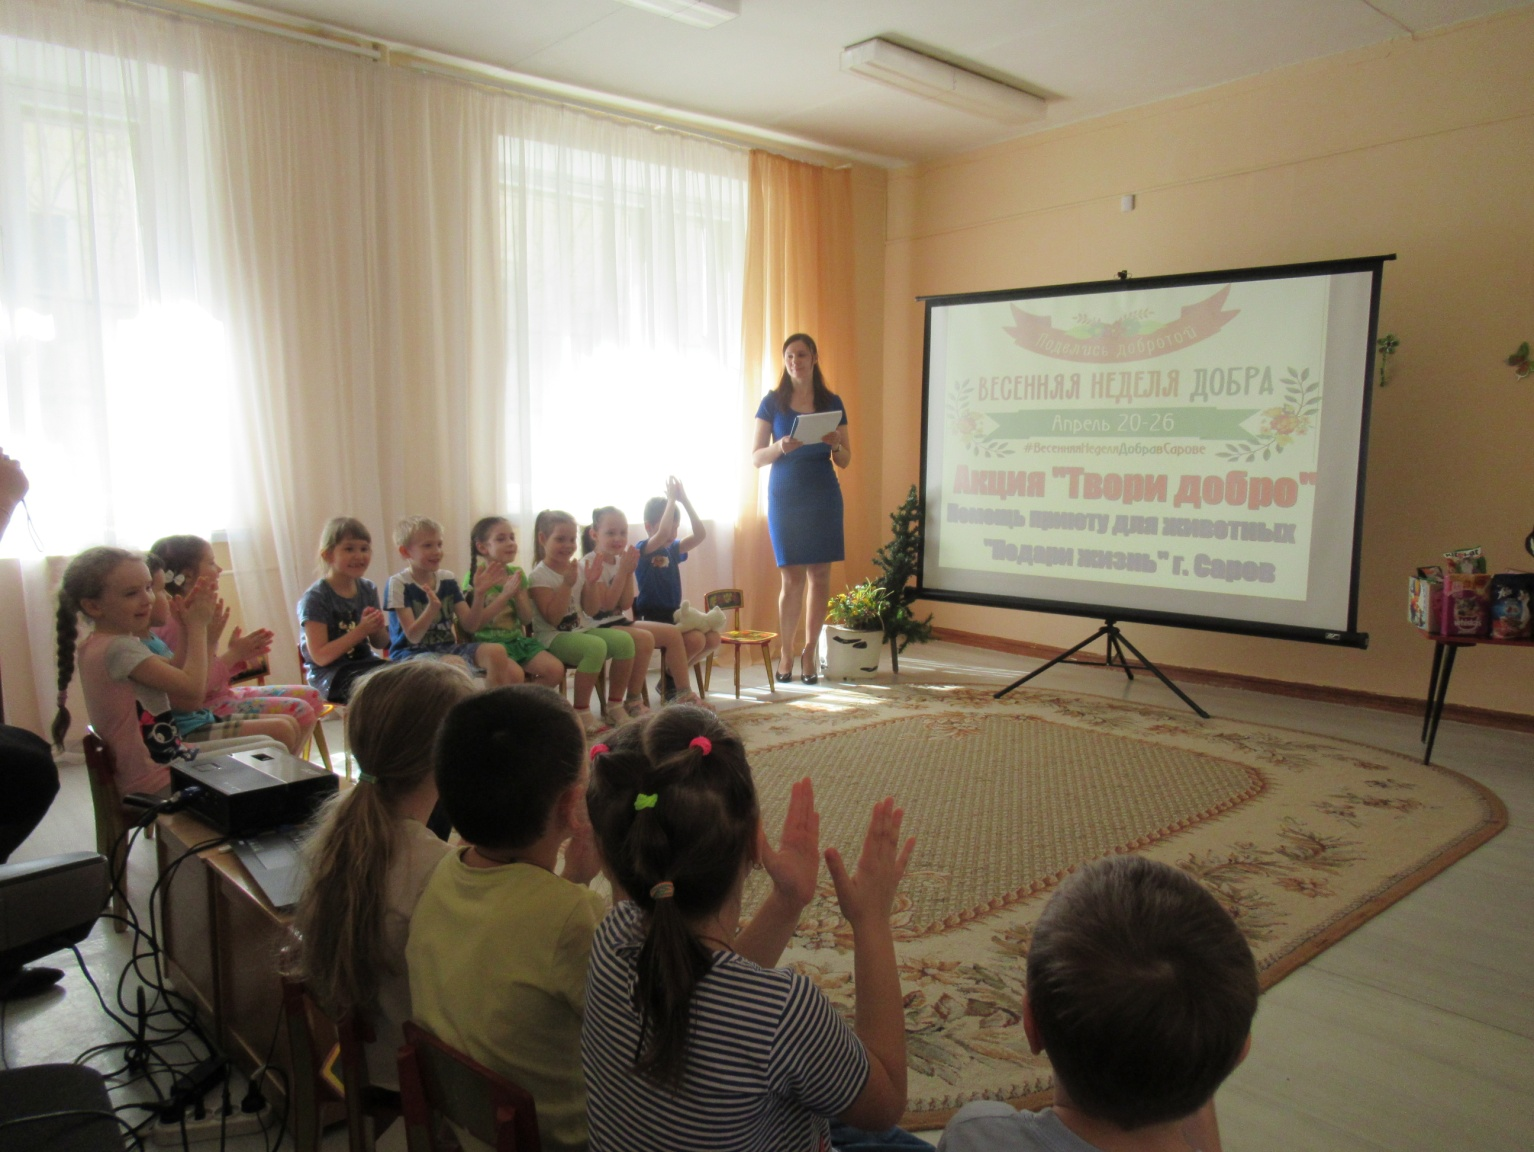 Поделись добротой
ВЕСЕННЯЯ НЕДЕЛЯ ДОБРА
Апрель 20-26
#ВесенняяНеделяДобравСарове
Акция "Твори добро"
Помощь приюту для животных
"Подари жизнь" г. Саров